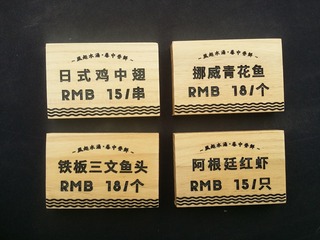 日式鸡中翅
RMB 15/串
挪威青花鱼
RMB 18/个
铁板三文鱼头
RMB 18/个
阿根廷红虾
RMB 15/只